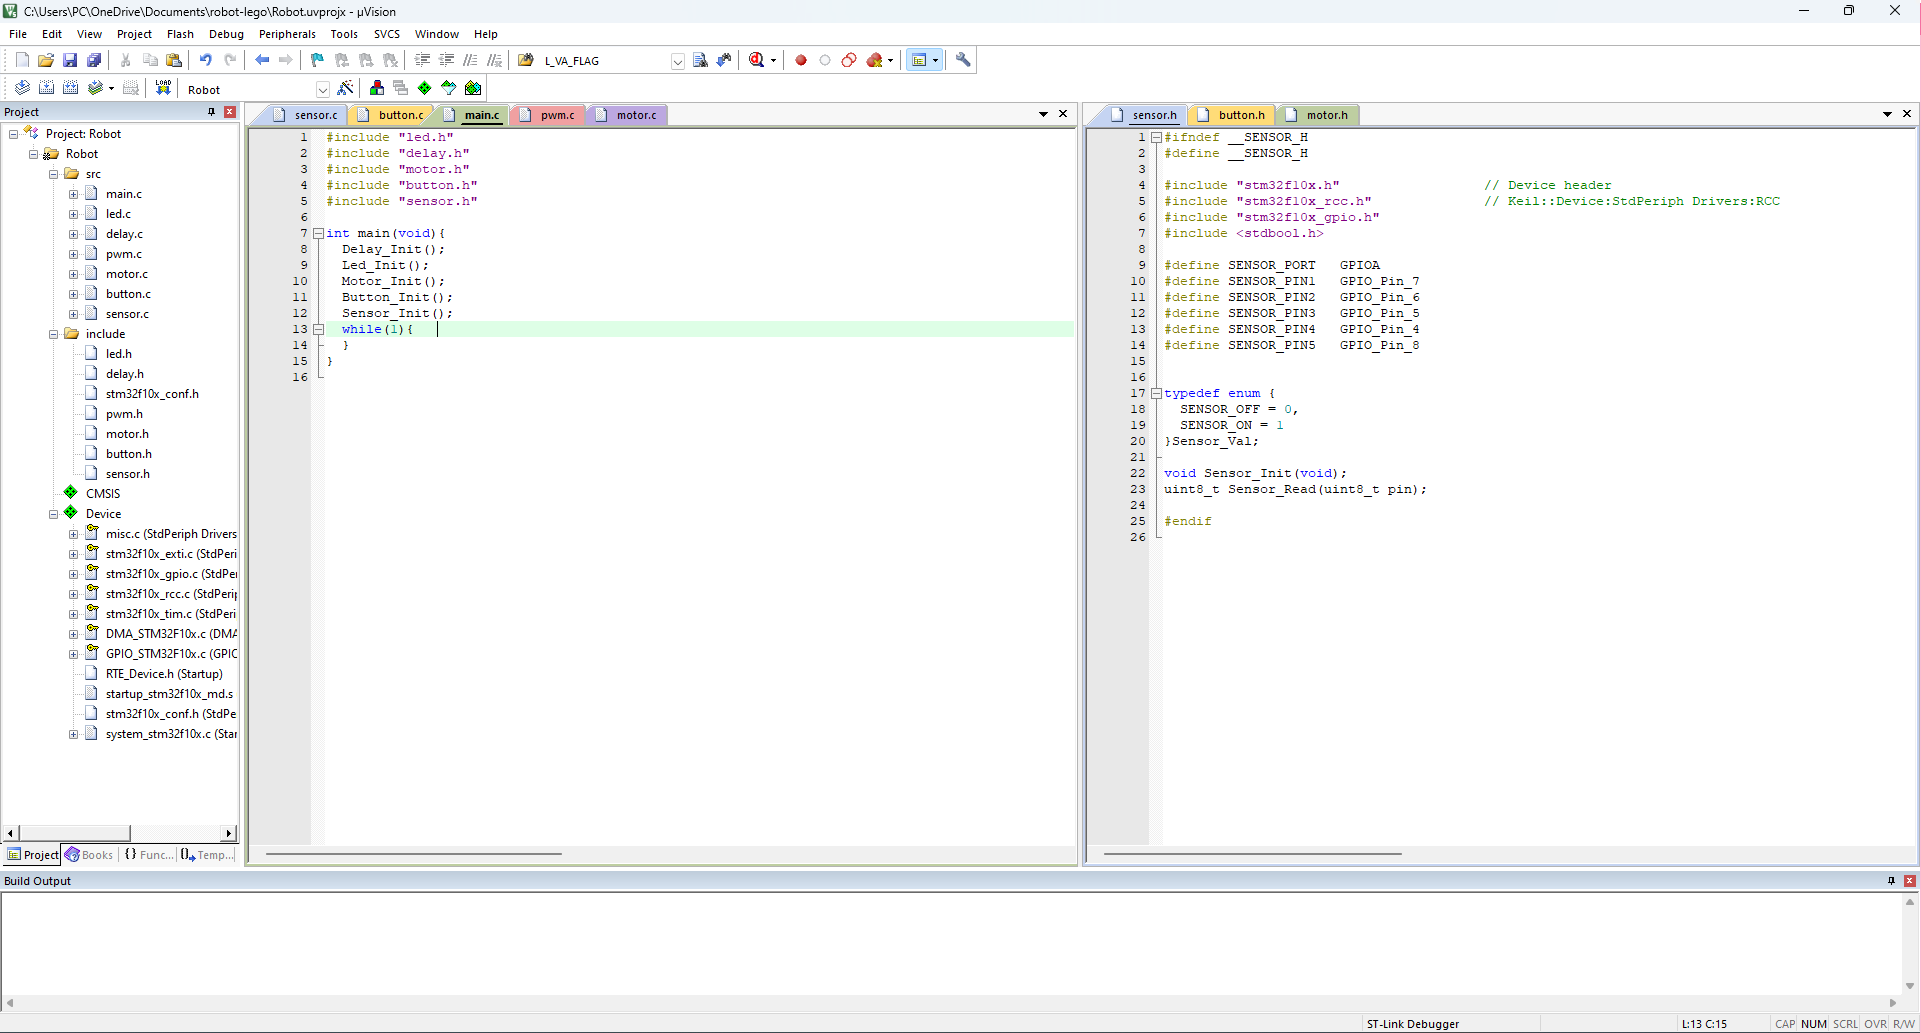 C:\Users\PC\OneDrive\Documents\robot-lego\Robot.uvprojx - µVision
File Edit View Project Flash Debug Peripherals Tools SVCS Window Help
L_VA_FLAG
LOAD Robot
Project
Project: Robot
Robot
src
main.c
led.c
delay.c
pwm.c
motor.c
button.c
sensor.c
include
led.h
delay.h
stm32f10x_conf.h
pwm.h
motor.h
button.h
sensor.h
CMSIS
Device
misc.c (StdPeriph Drivers
stm32f10x_exti.c (StdPeri
stm32f10x_gpio.c (StdPe
stm32f10x_rcc.c (StdPerip
stm32f10x_tim.c (StdPeri
DMA_STM32F10x.c (DMA
GPIO_STM32F10x.c (GPIO
RTE_Device.h (Startup)
startup_stm32f10x_md.s
stm32f10x_conf.h (StdPe
system_stm32f10x.c (Star
Project Books {} Func... Temp...
sensor.c button.c main.c pwm.c motor.c
1 #include "led.h"
2 #include "delay.h"
3 #include "motor.h"
4 #include "button.h"
5 #include "sensor.h"
6
7 int main(void){
8 Delay_Init();
9 Led_Init();
10 Motor_Init();
11 Button_Init();
12 Sensor_Init();
13 while(1){
14 }
15 }
16
sensor.h button.h motor.h
1 #ifndef __SENSOR_H
2 #define __SENSOR_H
3
4 #include "stm32f10x.h" // Device header
5 #include "stm32f10x_rcc.h" // Keil::Device:StdPeriph Drivers:RCC
6 #include "stm32f10x_gpio.h"
7 #include <stdbool.h>
8
9 #define SENSOR_PORT GPIOA
10 #define SENSOR_PIN1 GPIO_Pin_7
11 #define SENSOR_PIN2 GPIO_Pin_6
12 #define SENSOR_PIN3 GPIO_Pin_5
13 #define SENSOR_PIN4 GPIO_Pin_4
14 #define SENSOR_PIN5 GPIO_Pin_8
15
16
17 typedef enum {
18 SENSOR_OFF = 0,
19 SENSOR_ON = 1
20 }Sensor_Val;
21
22 void Sensor_Init(void);
23 uint8_t Sensor_Read(uint8_t pin);
24
25 #endif
26
Build Output
ST-Link Debugger L:13 C:15 CAP NUM SCRL OVR R/W